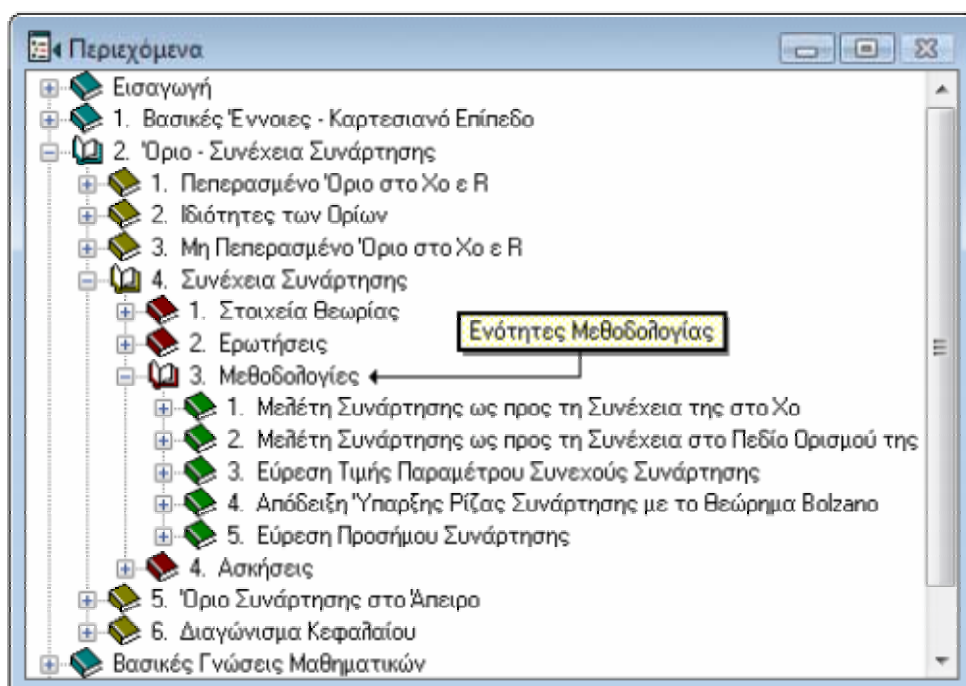 Περιεχόμενα
Εισαγωγή
1. Βασικές Έννοιες - Καρτεσιανό Επίπεδο
2. Όριο - Συνέχεια Συνάρτησης
1. Πεπερασμένο Όριο στο Χο ε R
2. Ιδιότητες των Ορίων
3. Μη Πεπερασμένο Όριο στο Χο ε R
4. Συνέχεια Συνάρτησης
1. Στοιχεία Θεωρίας
Ενότητες Μεθοδολογίας
2. Ερωτήσεις
3. Μεθοδολογίες
1. Μελέτη Συνάρτησης ως προς τη Συνέχεια της στο Χο
2. Μελέτη Συνάρτησης ως προς τη Συνέχεια στο Πεδίο Ορισμού της
3. Εύρεση Τιμής Παραμέτρου Συνεχούς Συνάρτησης
4. Απόδειξη Ύπαρξης Ρίζας Συνάρτησης με το Θεώρημα Bolzano
5. Εύρεση Προσήμου Συνάρτησης
4. Ασκήσεις
5. Όριο Συνάρτησης στο Άπειρο
6. Διαγώνισμα Κεφαλαίου
Βασικές Γνώσεις Μαθηματικών